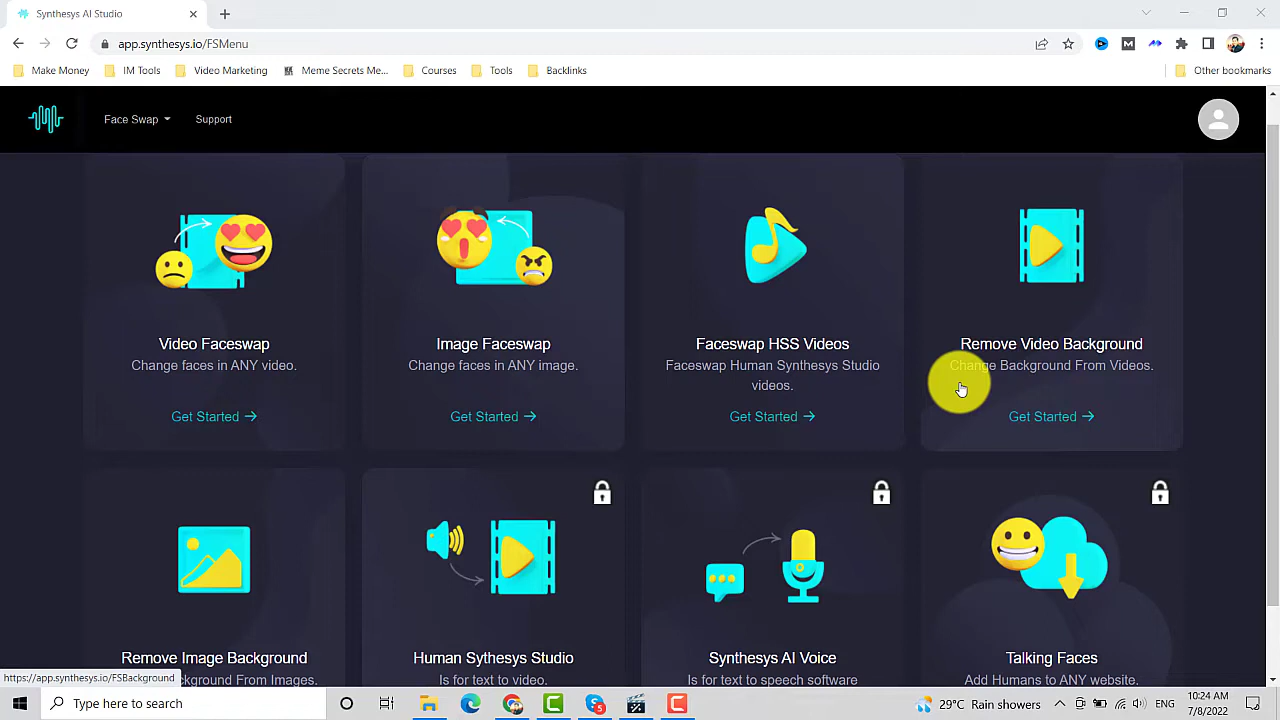 Synthesys AI Studio
app.synthesys.io/FSMenu
Make Money
IM Tools
Video Marketing
Meme Secrets Me...
Courses
Tools
Backlinks
Other bookmarks
Face Swap
Support
Video Faceswap
Change faces in ANY video.
Get Started
Image Faceswap
Change faces in ANY image.
Get Started
Faceswap HSS Videos
Faceswap Human Synthesys Studio
videos.
Get Started
Remove Video Background
Change Background From Videos.
Get Started
Remove Image Background
Background From Images.
Human Sythesys Studio
Is for text to video.
Synthesys AI Voice
Is for text to speech software
Talking Faces
Add Humans to ANY website.
https://app.synthesys.io/FSBackground
Type here to search
29°C Rain showers
ENG
10:24 AM
7/8/2022